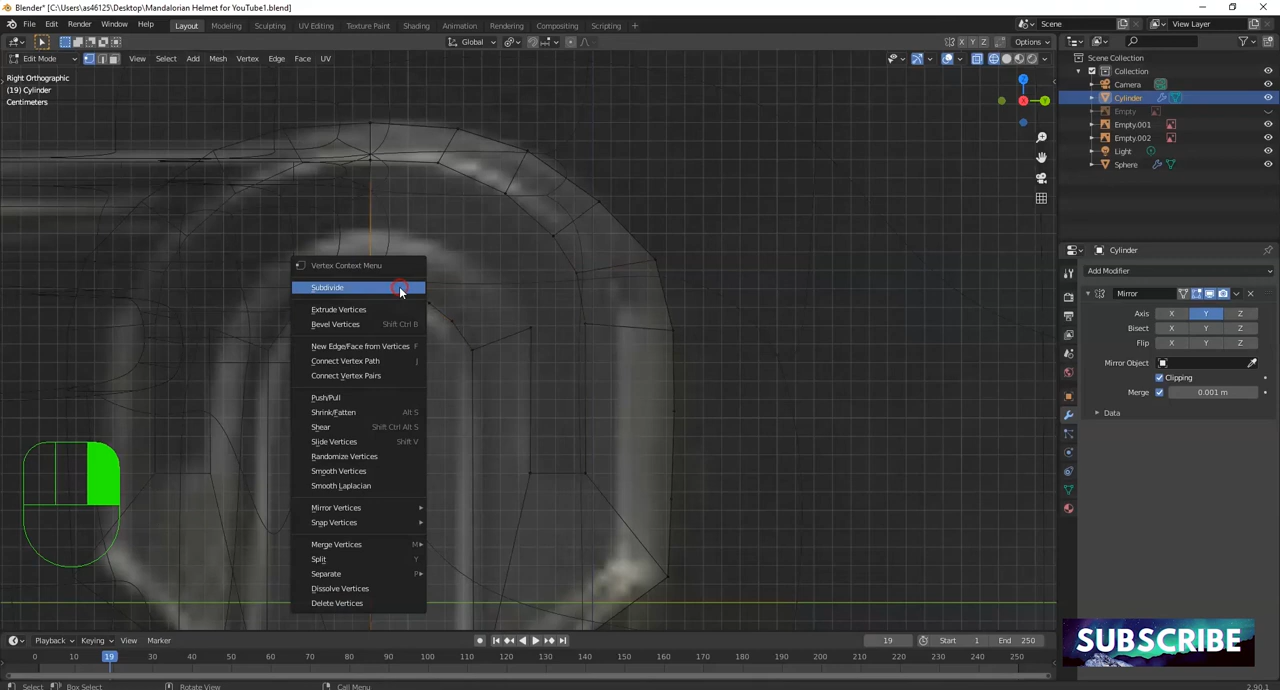 Blender* [C:\Users\as46125\Desktop\Mandalorian Helmet for YouTube1.blend]
File Edit Render Window Help Layout Modeling Sculpting UV Editing Texture Paint Shading Animation Rendering Compositing Scripting + Scene View Layer
Global X Y Z Options
Edit Mode View Select Add Mesh Vertex Edge Face UV
Right Orthographic
(19) Cylinder
Centimeters
Z
X
Y
Scene Collection
Collection
Camera
Cylinder
Empty
Empty.001
Empty.002
Light
Sphere
Vertex Context Menu
Subdivide
Extrude Vertices
Bevel Vertices Shift Ctrl B
New Edge/Face from Vertices F
Connect Vertex Path J
Connect Vertex Pairs
Push/Pull
Shrink/Fatten Alt S
Shear Shift Ctrl Alt S
Slide Vertices Shift V
Randomize Vertices
Smooth Vertices
Smooth Laplacian
Mirror Vertices
Snap Vertices
Merge Vertices M
Split Y
Separate P
Dissolve Vertices
Delete Vertices
Cylinder
Add Modifier
Mirror
Axis X Y Z
Bisect X Y Z
Flip X Y Z
Mirror Object
Clipping
Merge 0.001 m
Data
SUBSCRIBE
Playback Keying View Marker 19 Start 1 End 250
0 10 19 30 40 50 60 70 80 90 100 110 120 130 140 150 160 170 180 190 200 210 220 230 240 250
Select Box Select Rotate View Call Menu 2.90.1